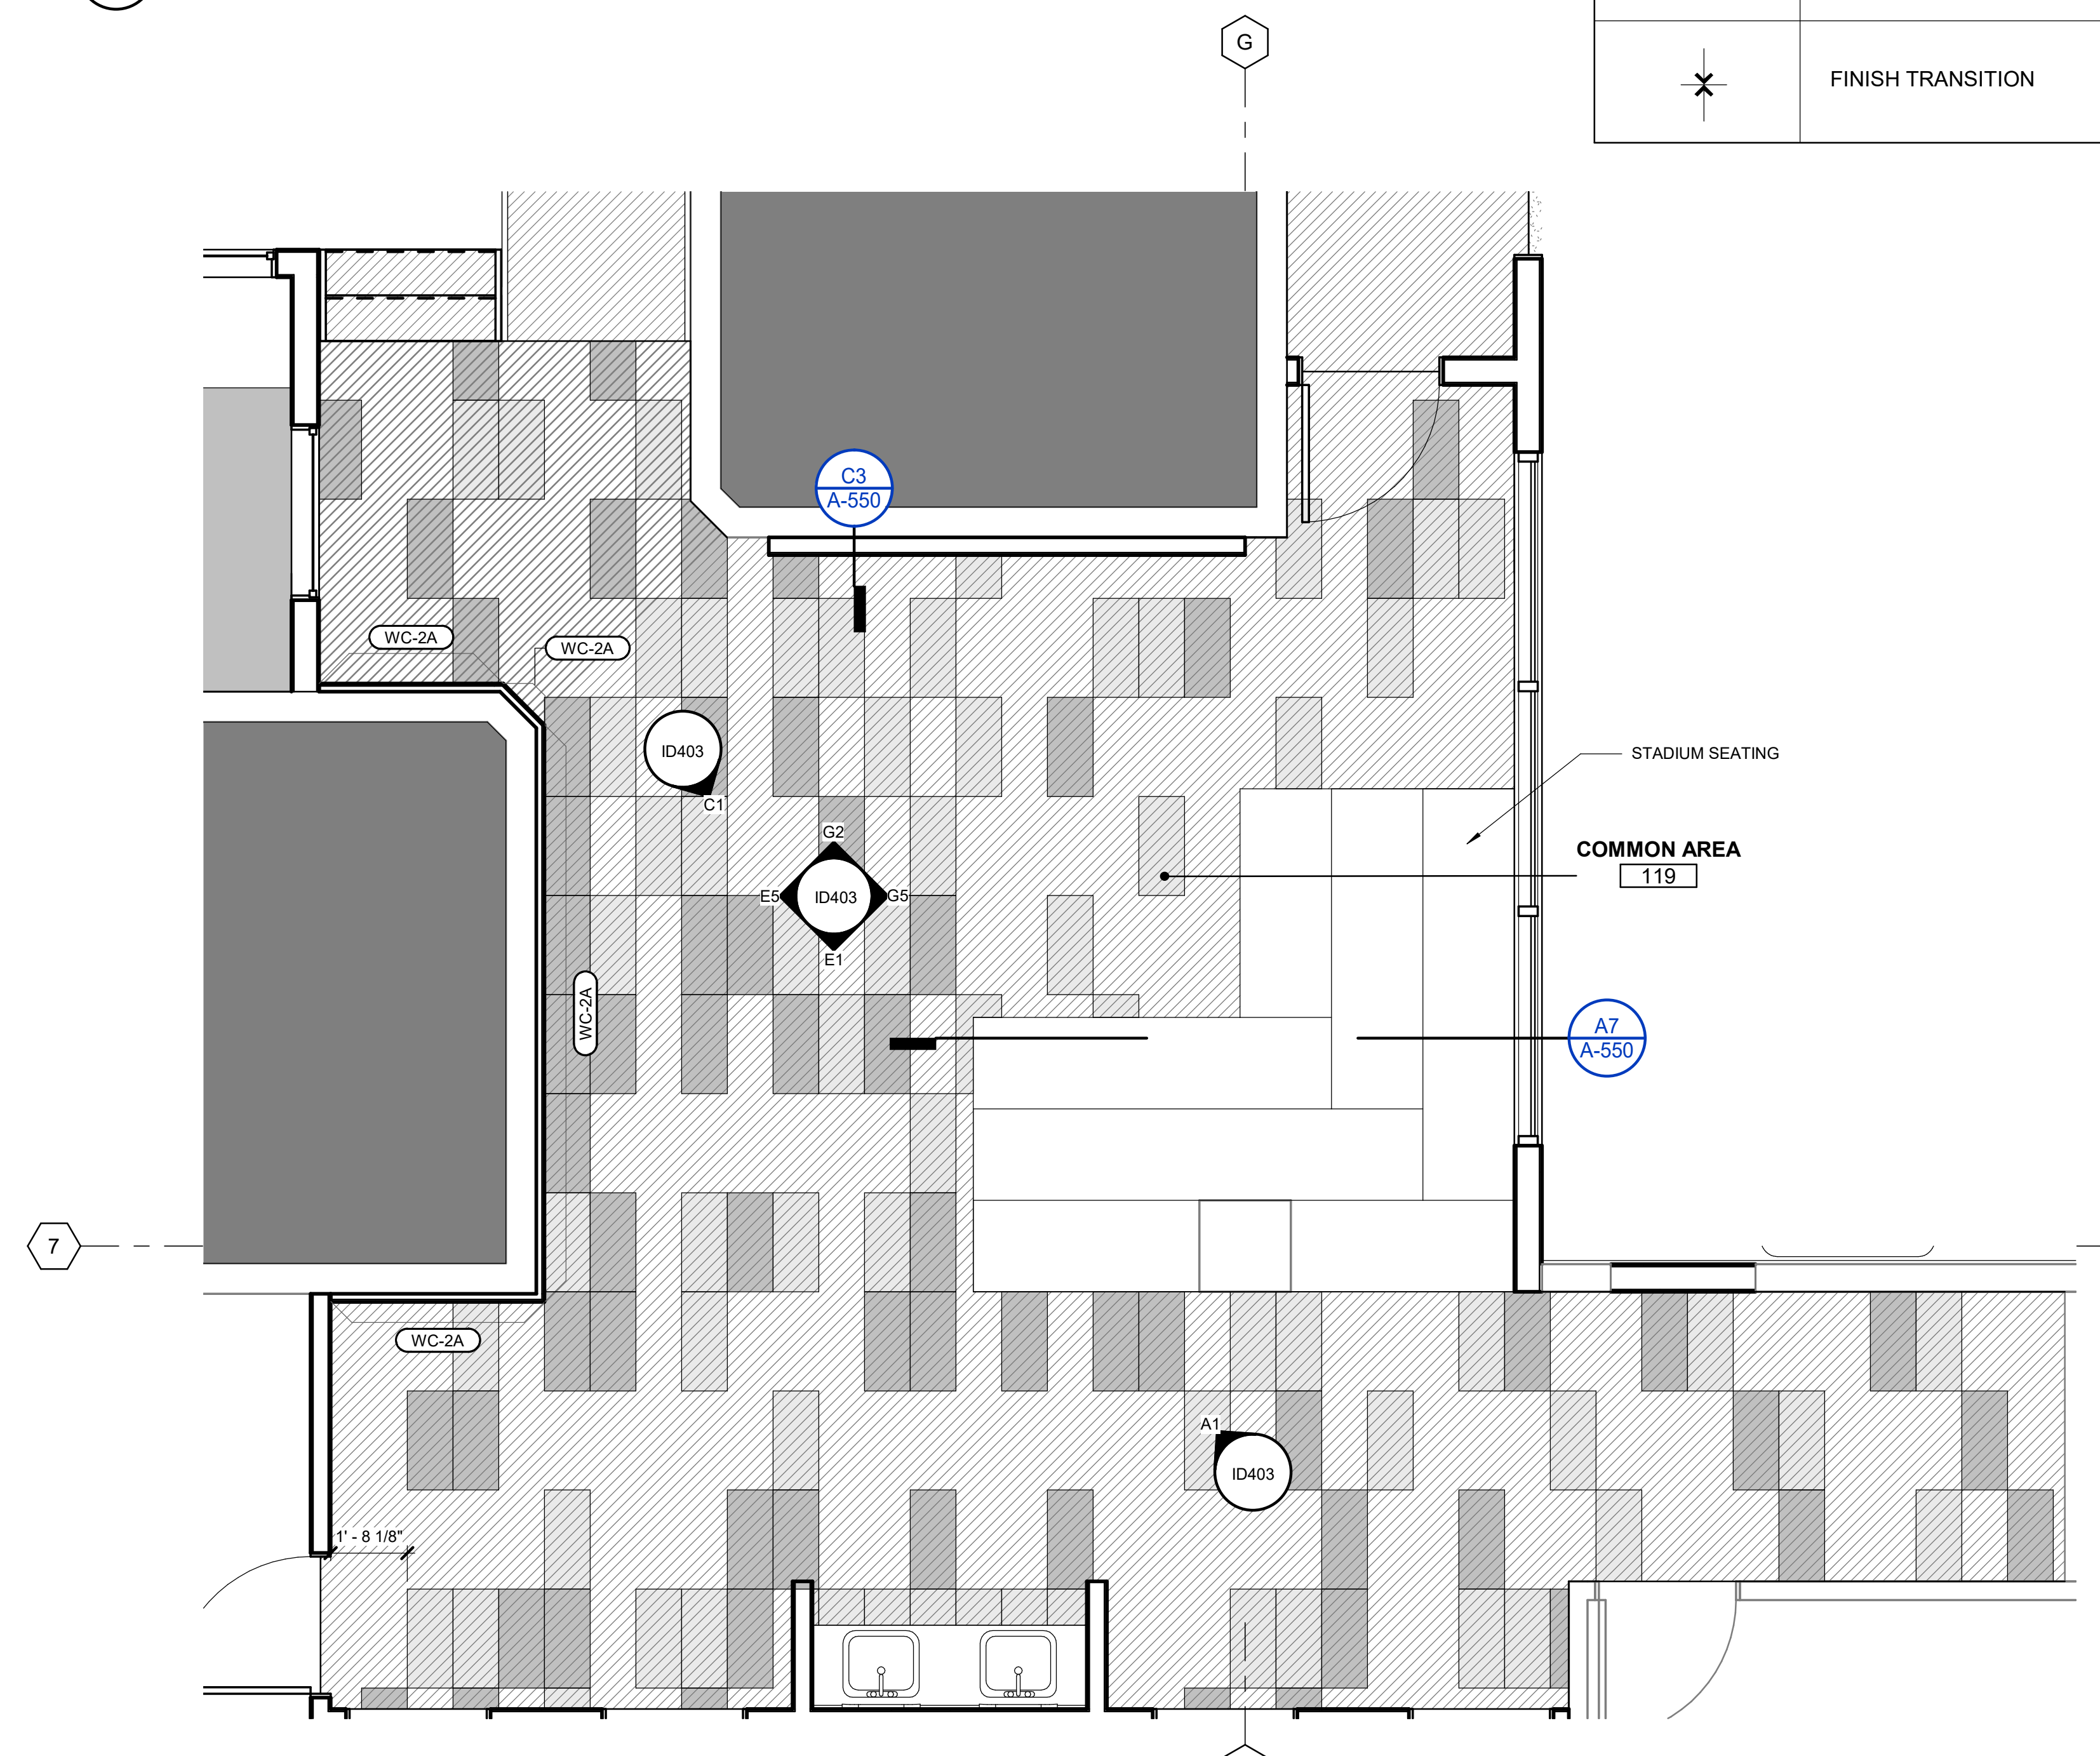 G
FINISH TRANSITION
C3
A-550
WC-2A
WC-2A
ID403
C1
STADIUM SEATING
G2
COMMON AREA
119
E5
ID403
G5
E1
WC-2A
A7
A-550
7
WC-2A
A1
ID403
1' - 8 1/8"